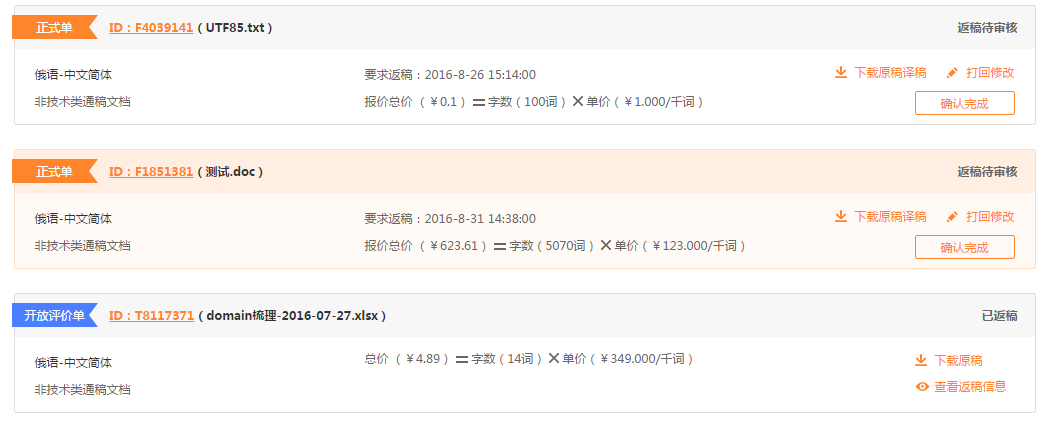 正式单 ID：F4039141（UTF85.txt） 返稿待审核
俄语-中文简体 要求返稿：2016-8-26 15:14:00 下载原稿译稿 打回修改
非技术类通稿文档 报价总价（￥0.1）=字数（100词）×单价（￥1.000/千词） 确认完成
正式单 ID：F1851381（测试.doc） 返稿待审核
俄语-中文简体 要求返稿：2016-8-31 14:38:00 下载原稿译稿 打回修改
非技术类通稿文档 报价总价（￥623.61）=字数（5070词）×单价（￥123.000/千词） 确认完成
开放评价单 ID：T8117371（domain梳理-2016-07-27.xlsx） 已返稿
俄语-中文简体 总价（￥4.89）=字数（14词）×单价（￥349.000/千词） 下载原稿
非技术类通稿文档 查看返稿信息